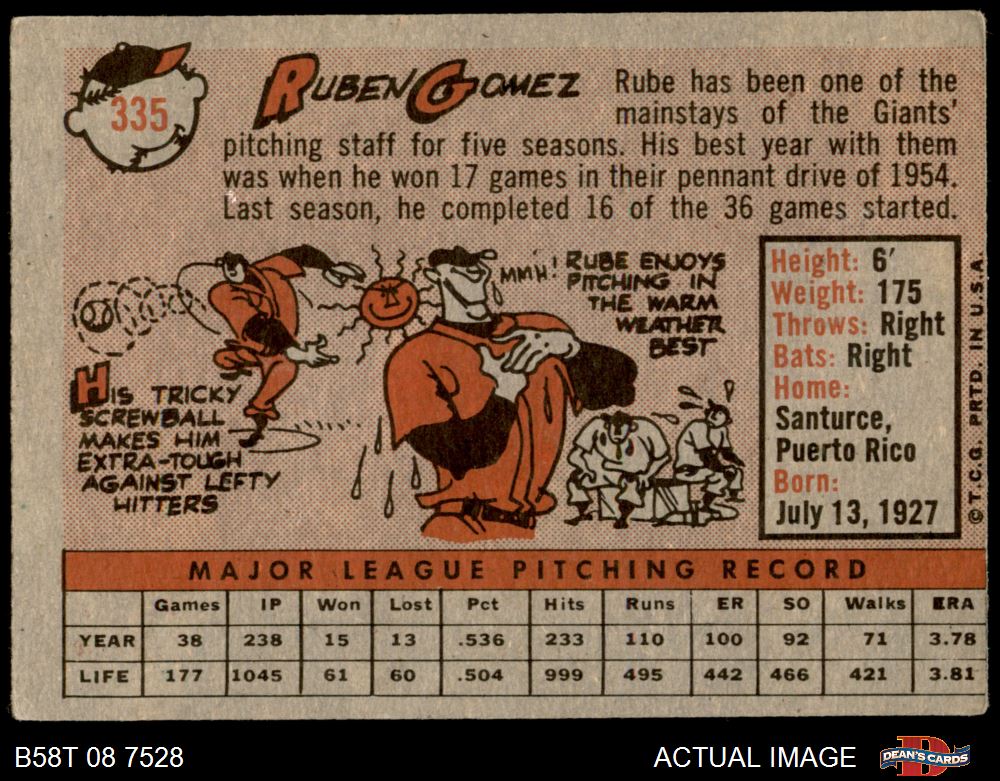 335
RUBEN GOMEZ
Rube has been one of the
mainstays of the Giants'
pitching staff for five seasons. His best year with them
was when he won 17 games in their pennant drive of 1954.
Last season, he completed 16 of the 36 games started.
HIS TRICKY
SCREWBALL
MAKES HIM
EXTRA-TOUGH
AGAINST LEFTY
HITTERS
MMM!
RUBE ENJOYS
PITCHING IN
THE WARM
WEATHER
BEST
Height: 6'
Weight: 175
Throws: Right
Bats: Right
Home:
Santurce,
Puerto Rico
Born:
July 13, 1927
©T.C.G. PRTD. IN U.S.A.
MAJOR LEAGUE PITCHING RECORD
Games IP Won Lost Pct Hits Runs ER SO Walks ERA
YEAR 38 238 15 13 .536 233 110 100 92 71 3.78
LIFE 177 1045 61 60 .504 999 495 442 466 421 3.81
B58T 08 7528
ACTUAL IMAGE
D
DEAN'S CARDS